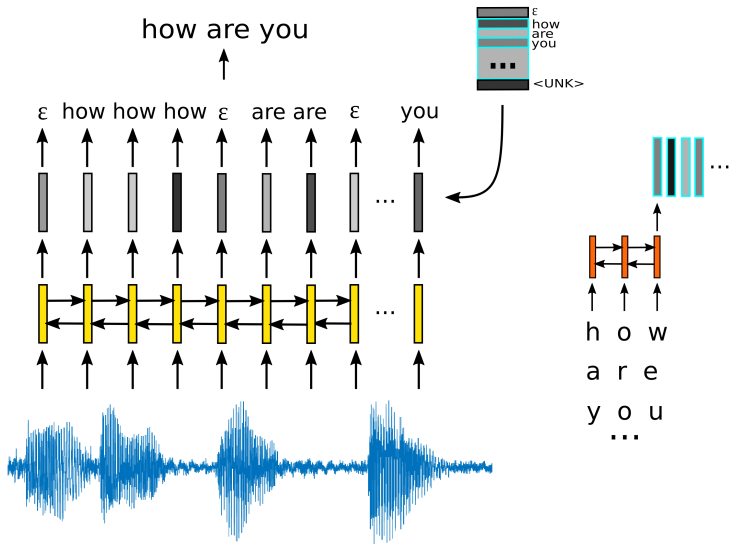 how are you
ε how how how ε are are ε you
...
...
ε
how
are
you
...
<UNK>
...
h o w
a r e
y o u
...